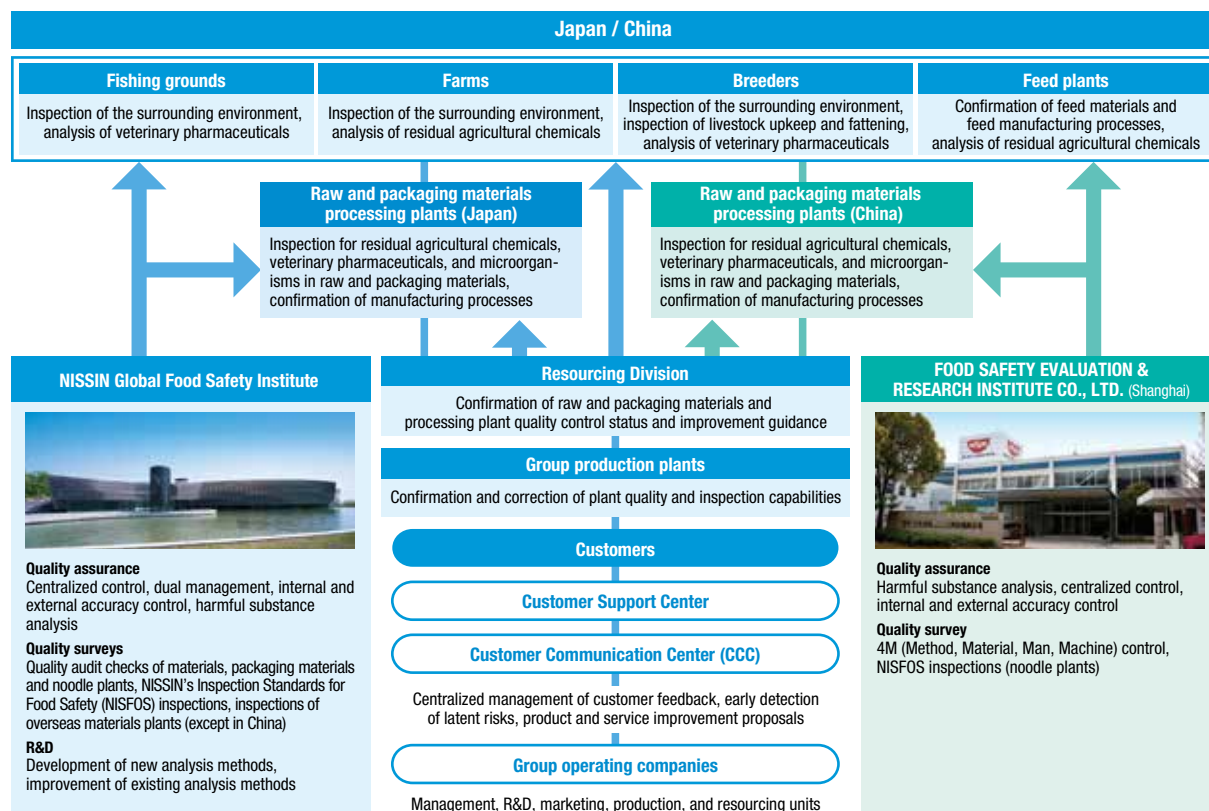 Japan / China
Fishing grounds
Inspection of the surrounding environment,
analysis of veterinary pharmaceuticals
Farms
Inspection of the surrounding environment,
analysis of residual agricultural chemicals
Breeders
Inspection of the surrounding environment,
inspection of livestock upkeep and fattening,
analysis of veterinary pharmaceuticals
Feed plants
Confirmation of feed materials and
feed manufacturing processes,
analysis of residual agricultural chemicals
Raw and packaging materials
processing plants (Japan)
Inspection for residual agricultural chemicals,
veterinary pharmaceuticals, and microorgan-
isms in raw and packaging materials,
confirmation of manufacturing processes
Raw and packaging materials
processing plants (China)
Inspection for residual agricultural chemicals,
veterinary pharmaceuticals, and microorgan-
isms in raw and packaging materials,
confirmation of manufacturing processes
NISSIN Global Food Safety Institute
Quality assurance
Centralized control, dual management, internal and
external accuracy control, harmful substance
analysis
Quality surveys
Quality audit checks of materials, packaging materials
and noodle plants, NISSIN's Inspection Standards for
Food Safety (NISFOS) inspections, inspections of
overseas materials plants (except in China)
R&D
Development of new analysis methods,
improvement of existing analysis methods
Resourcing Division
Confirmation of raw and packaging materials and
processing plant quality control status and improvement guidance
Group production plants
Confirmation and correction of plant quality and inspection capabilities
Customers
Customer Support Center
Customer Communication Center (CCC)
Centralized management of customer feedback, early detection
of latent risks, product and service improvement proposals
Group operating companies
Management, R&D, marketing, production, and resourcing units
FOOD SAFETY EVALUATION &
RESEARCH INSTITUTE CO., LTD. (Shanghai)
Quality assurance
Harmful substance analysis, centralized control,
internal and external accuracy control
Quality survey
4M (Method, Material, Man, Machine) control,
NISFOS inspections (noodle plants)